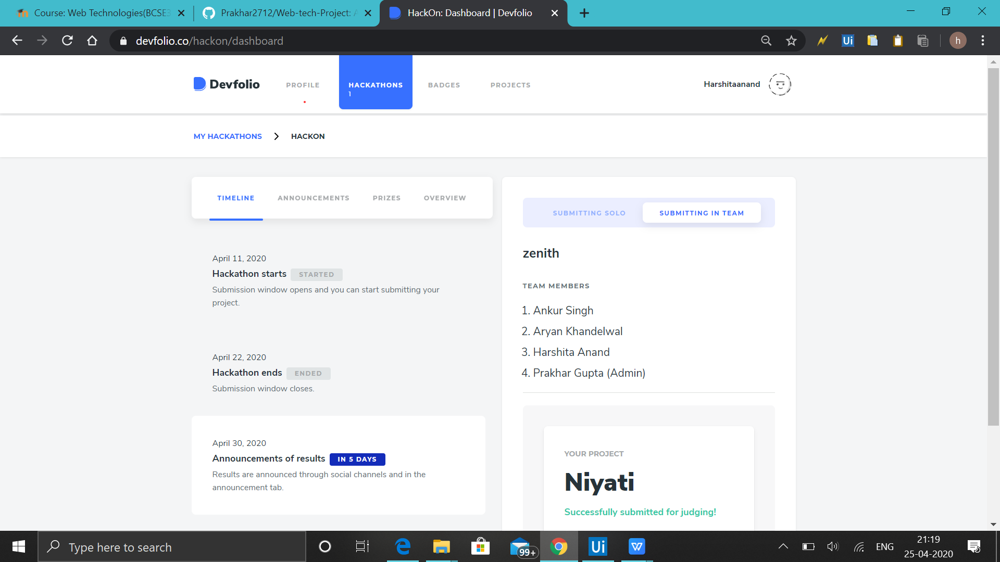 Course: Web Technologies(BCSE3
Prakhar2712/Web-tech-Project: A
HackOn: Dashboard | Devfolio
devfolio.co/hackon/dashboard
Ui
h
Devfolio
PROFILE
HACKATHONS
1
BADGES
PROJECTS
Harshitaanand
MY HACKATHONS
HACKON
TIMELINE
ANNOUNCEMENTS
PRIZES
OVERVIEW
April 11, 2020
Hackathon starts STARTED
Submission window opens and you can start submitting your
project.
April 22, 2020
Hackathon ends ENDED
Submission window closes.
April 30, 2020
Announcements of results IN 5 DAYS
Results are announced through social channels and in the
announcement tab.
SUBMITTING SOLO
SUBMITTING IN TEAM
zenith
TEAM MEMBERS
1. Ankur Singh
2. Aryan Khandelwal
3. Harshita Anand
4. Prakhar Gupta (Admin)
YOUR PROJECT
Niyati
Successfully submitted for judging!
Type here to search
99+
Ui
W
ENG
21:19
25-04-2020